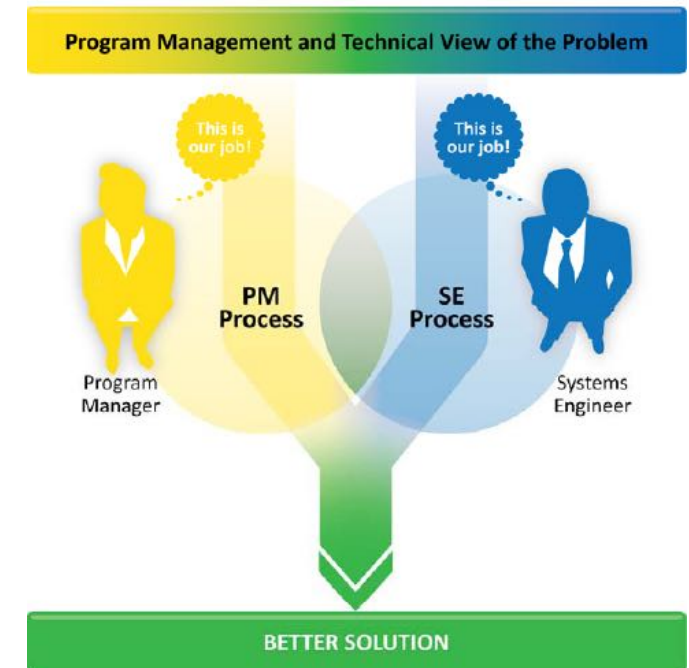 Program Management and Technical View of the Problem
This is
our job!
This is
our job!
PM
Process
SE
Process
Program
Manager
Systems
Engineer
BETTER SOLUTION